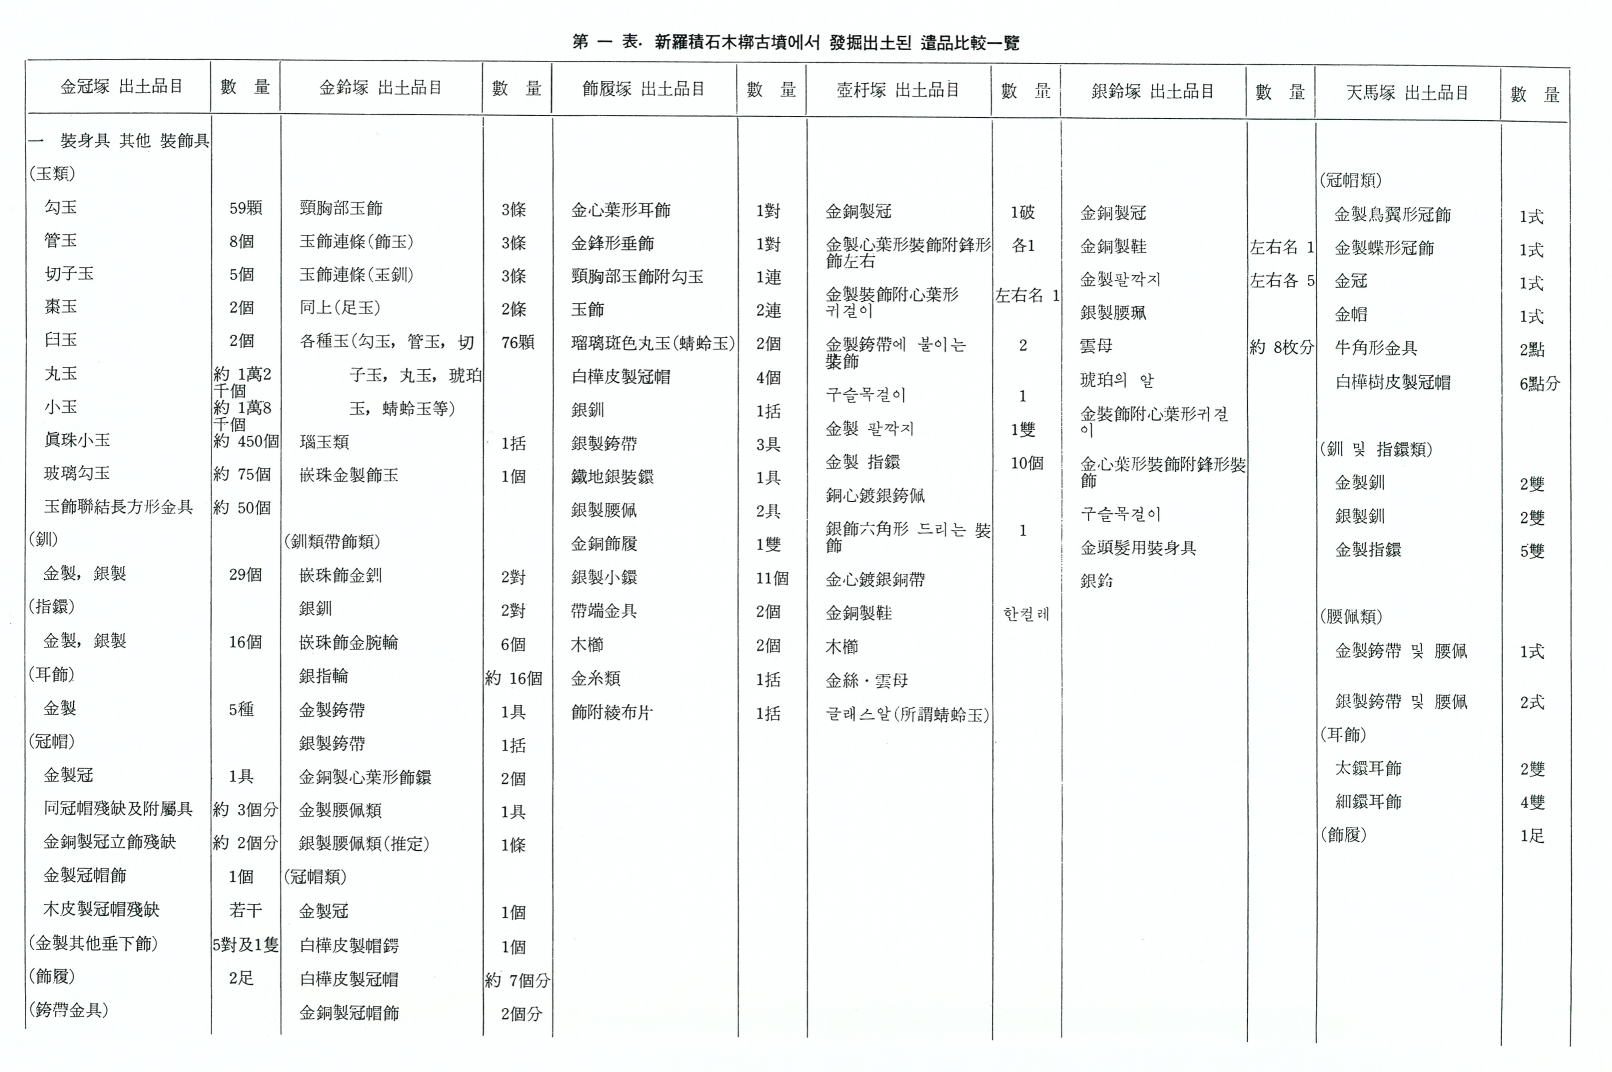 第 一 表. 新羅積石木槨古墳에서 發掘出土된 遺品比較一覽
金冠塚 出土品目 數 量 金鈴塚 出土品目 數 量 飾履塚 出土品目 數 量 壺杅塚 出土品目 數 量 銀鈴塚 出土品目 數 量 天馬塚 出土品目 數 量
一 裝身具 其他 裝飾具
(玉類)
勾玉 59顆
管玉 8個
切子玉 5個
棗玉 2個
臼玉 2個
丸玉 約 1萬2
千個
小玉 約 1萬8
千個
眞珠小玉 約 450個
玻璃勾玉 約 75個
玉飾聯結長方形金具 約 50個
(釧)
金製, 銀製 29個
(指鐶)
金製, 銀製 16個
(耳飾)
金製 5種
(冠帽)
金製冠 1具
同冠帽殘缺及附屬具 約 3個分
金銅製冠立飾殘缺 約 2個分
金製冠帽飾 1個
木皮製冠帽殘缺 若干
(金製其他垂下飾) 5對及1隻
(飾履) 2足
(銙帶金具)
頸胸部玉飾 3條
玉飾連條(飾玉) 3條
玉飾連條(玉釧) 3條
同上(足玉) 2條
各種玉(勾玉, 管玉, 切 76顆
子玉, 丸玉, 琥珀
玉, 蜻蛉玉等)
瑙玉類 1括
嵌珠金製飾玉 1個
(釧類帶飾類)
嵌珠飾金釧 2對
銀釧 2對
嵌珠飾金腕輪 6個
銀指輪 約 16個
金製銙帶 1具
銀製銙帶 1括
金銅製心葉形飾鐶 2個
金製腰佩類 1具
銀製腰佩類(推定) 1條
(冠帽類)
金製冠 1個
白樺皮製帽鍔 1個
白樺皮製冠帽 約 7個分
金銅製冠帽飾 2個分
金心葉形耳飾 1對
金鋒形垂飾 1對
頸胸部玉飾附勾玉 1連
玉飾 2連
瑠璃斑色丸玉(蜻蛉玉) 2個
白樺皮製冠帽 4個
銀釧 1括
銀製銙帶 3具
鐵地銀裝鐶 1具
銀製腰佩 2具
金銅飾履 1雙
銀製小鐶 11個
帶端金具 2個
木櫛 2個
金糸類 1括
飾附綾布片 1括
金銅製冠 1破
金製心葉形裝飾附鋒形 各1
飾左右
金製裝飾附心葉形 左右名 1
귀걸이
金製銙帶에 붙이는 2
裝飾
구슬목걸이 1
金製 팔깍지 1雙
金製 指鐶 10個
銅心鍍銀銙佩
銀飾六角形 드리는 裝 1
飾
金心鍍銀銅帶
金銅製鞋 한컬레
木櫛
金絲·雲母
글래스알(所謂蜻蛉玉)
金銅製冠
金銅製鞋 左右名 1
金製팔깍지 左右各 5
銀製腰珮
雲母 約 8枚分
琥珀의 알
金裝飾附心葉形귀걸
이
金心葉形裝飾附鋒形裝
飾
구슬목걸이
金頭髮用裝身具
銀鈴
(冠帽類)
金製鳥翼形冠飾 1式
金製蝶形冠飾 1式
金冠 1式
金帽 1式
牛角形金具 2點
白樺樹皮製冠帽 6點分
(釧 및 指鐶類)
金製釧 2雙
銀製釧 2雙
金製指鐶 5雙
(腰佩類)
金製銙帶 및 腰佩 1式
銀製銙帶 및 腰佩 2式
(耳飾)
太鐶耳飾 2雙
細鐶耳飾 4雙
(飾履) 1足